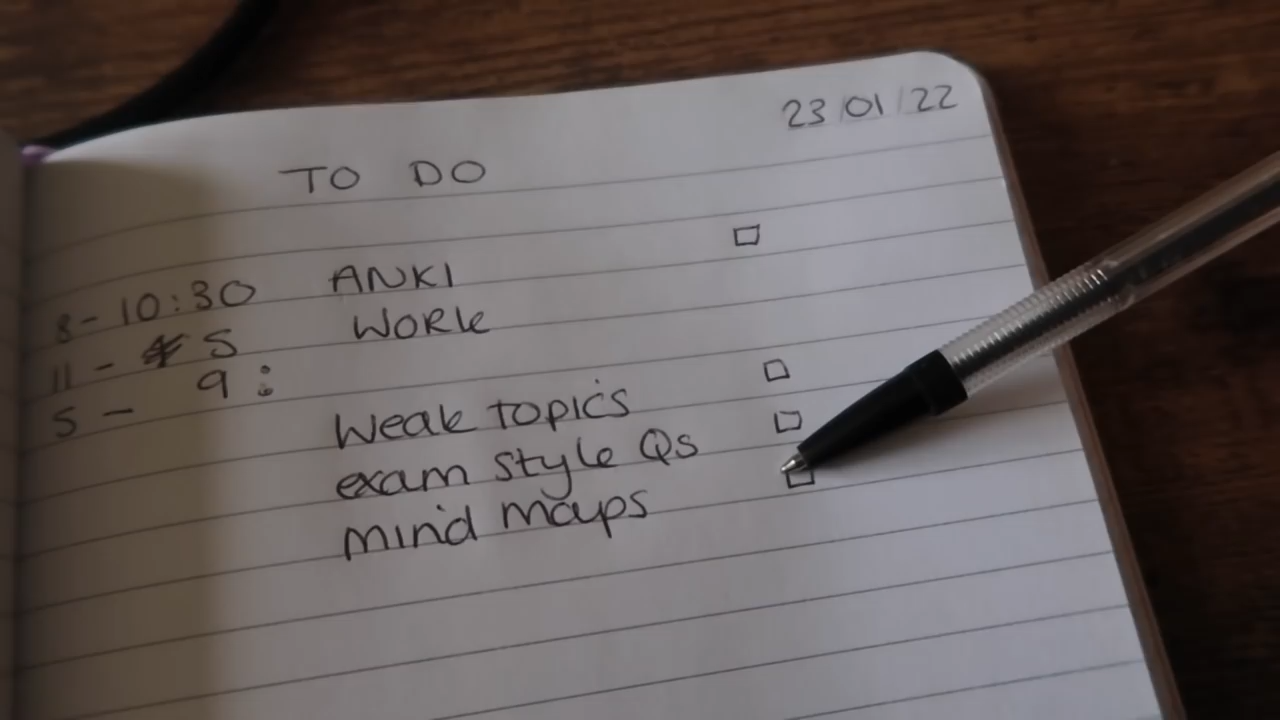 23/01/22
TO DO
8-10:30 ANKI
11 - 5 WORK
5 - 9:
Weak topics
exam style Qs
mind maps